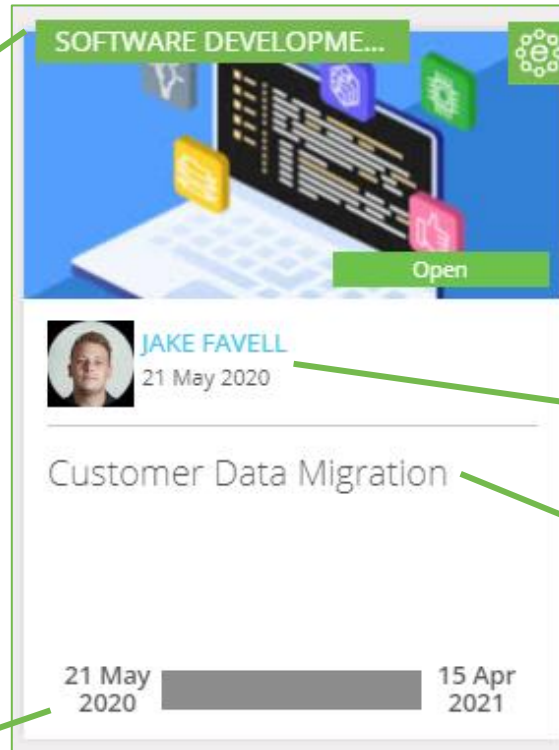 SOFTWARE DEVELOPME...
Open
JAKE FAVELL
21 May 2020
Customer Data Migration
21 May
2020
15 Apr
2021